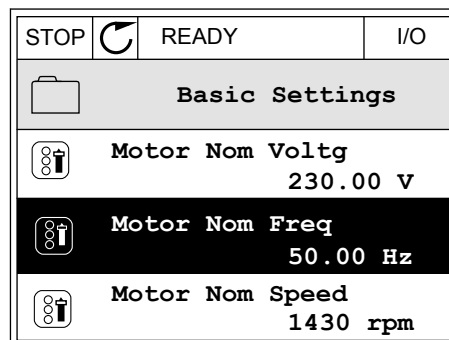 STOP READY I/O
Basic Settings
Motor Nom Voltg
230.00 V
Motor Nom Freq
50.00 Hz
Motor Nom Speed
1430 rpm